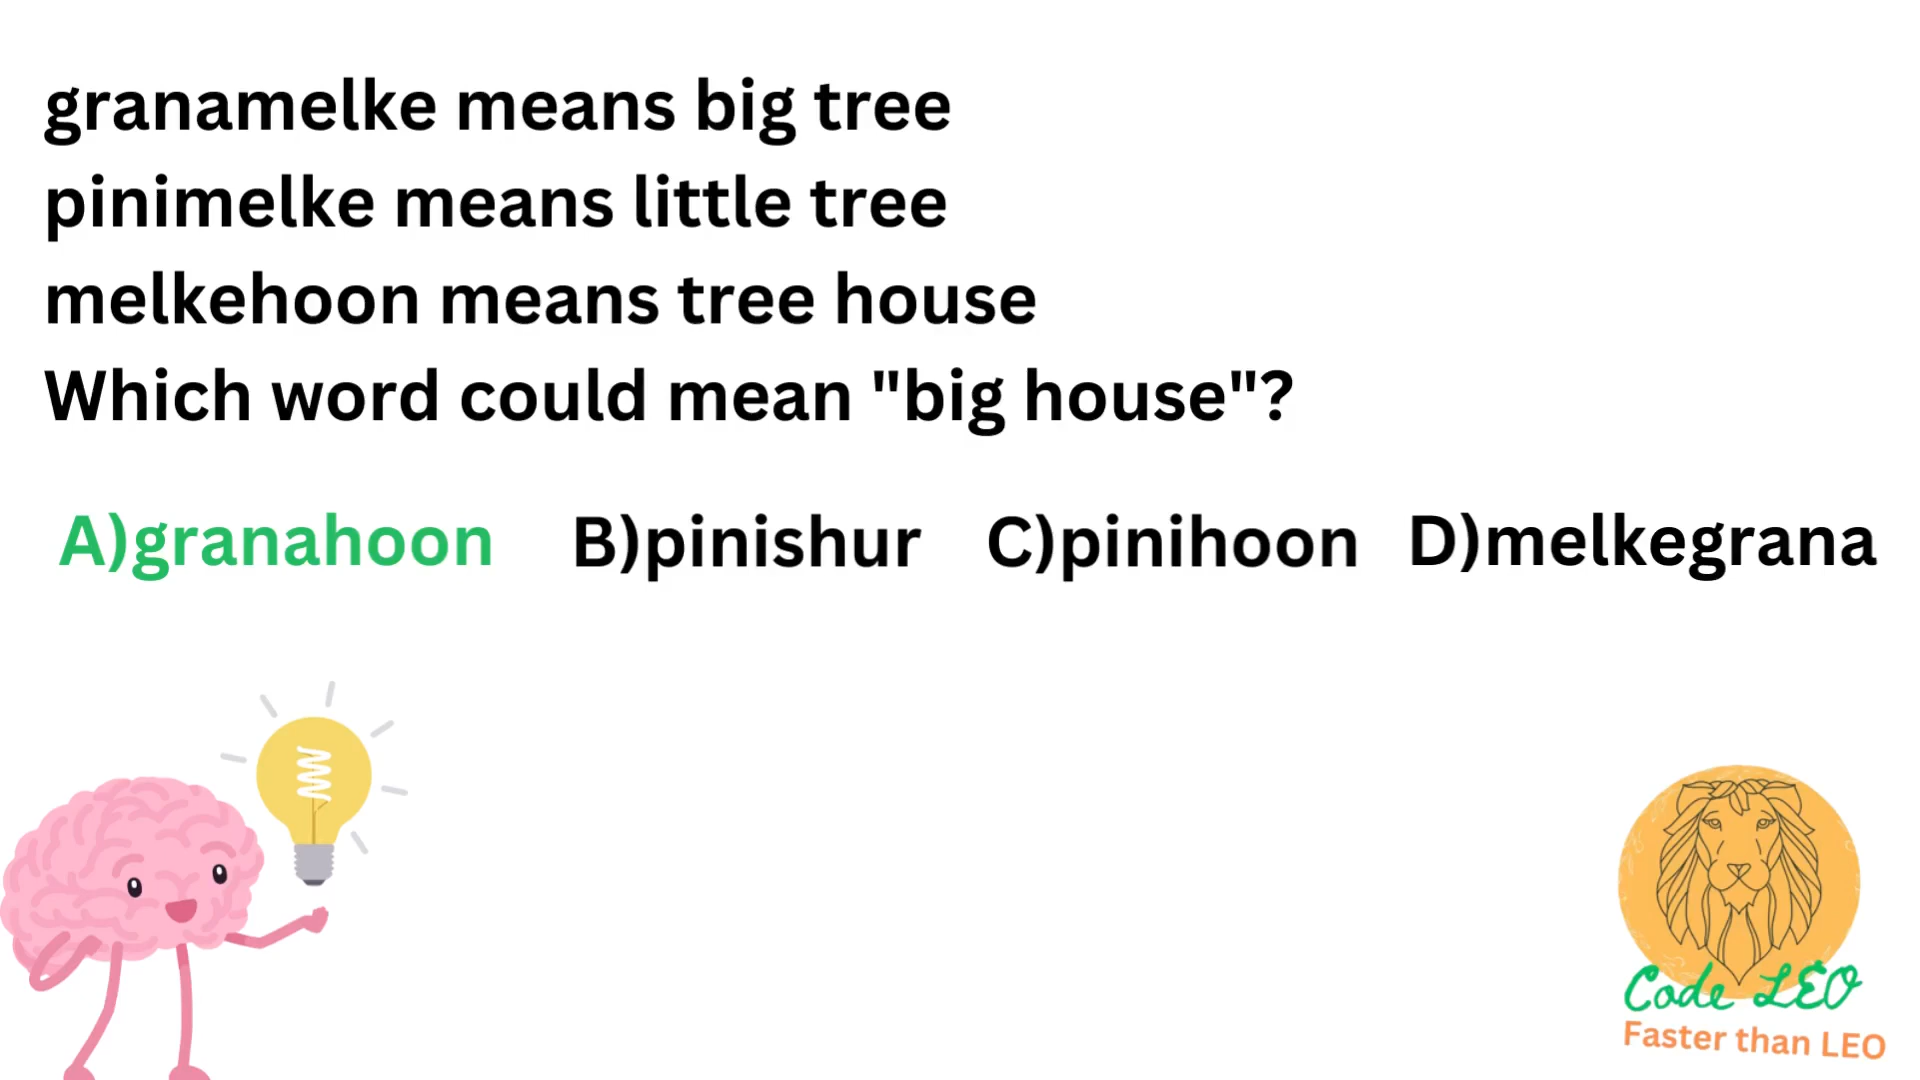 granamelke means big tree
pinimelke means little tree
melkehoon means tree house
Which word could mean "big house"?
A)granahoon B)pinishur C)pinihoon D)melkegrana
Code LEO
Faster than LEO